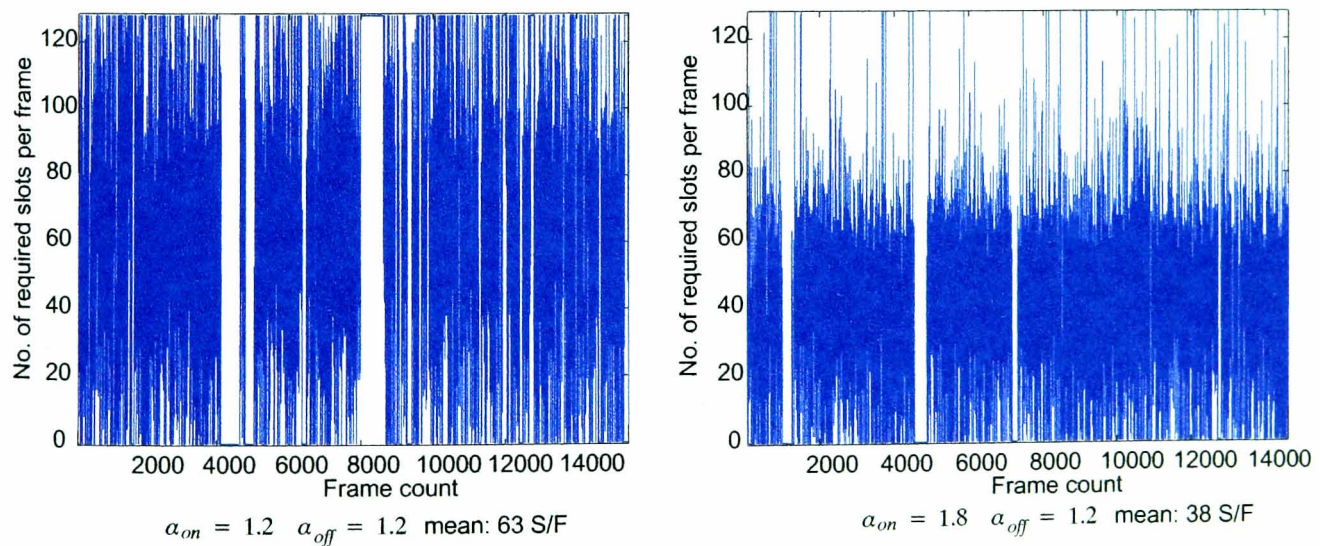 No. of required slots per frame
120
100
80
60
40
20
0
2000 4000 6000 8000 10000 12000 14000
Frame count
α_on = 1.2 α_off = 1.2 mean: 63 S/F
No. of required slots per frame
120
100
80
60
40
20
0
2000 4000 6000 8000 10000 12000 14000
Frame count
α_on = 1.8 α_off = 1.2 mean: 38 S/F